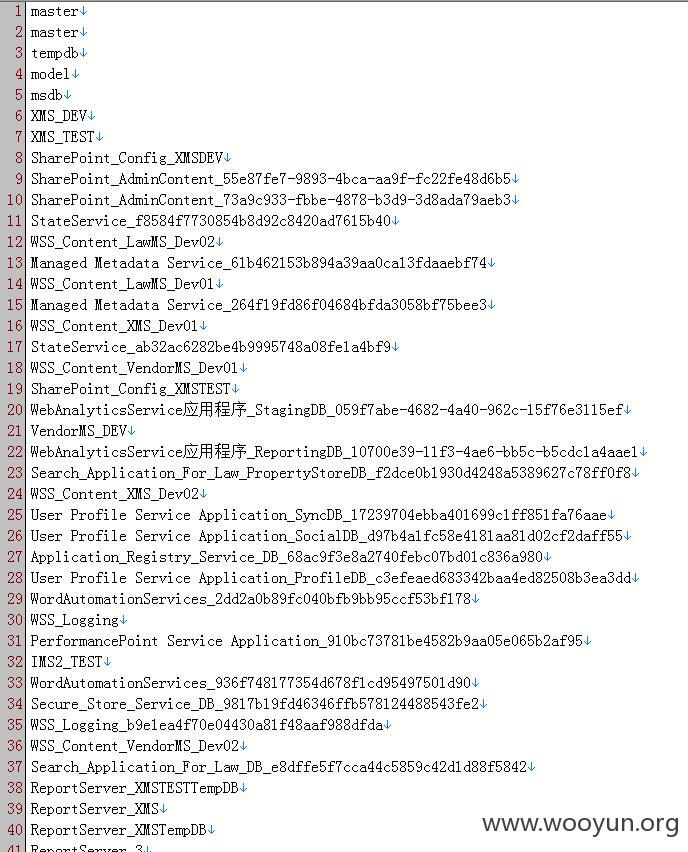 1 master↓
2 master↓
3 tempdb↓
4 model↓
5 msdb↓
6 XMS_DEV↓
7 XMS_TEST↓
8 SharePoint_Config_XMSDEV↓
9 SharePoint_AdminContent_55e87fe7-9893-4bca-aa9f-fc22fe48d6b5↓
10 SharePoint_AdminContent_73a9c933-fbbe-4878-b3d9-3d8ada79aeb3↓
11 StateService_f8584f7730854b8d92c8420ad7615b40↓
12 WSS_Content_LawMS_Dev02↓
13 Managed Metadata Service_61b462153b894a39aa0ca13fdaaebf74↓
14 WSS_Content_LawMS_Dev01↓
15 Managed Metadata Service_264f19fd86f04684bfda3058bf75bee3↓
16 WSS_Content_XMS_Dev01↓
17 StateService_ab32ac6282be4b9995748a08fe1a4bf9↓
18 WSS_Content_VendorMS_Dev01↓
19 SharePoint_Config_XMSTEST↓
20 WebAnalyticsService应用程序_StagingDB_059f7abe-4682-4a40-962c-15f76e3115ef↓
21 VendorMS_DEV↓
22 WebAnalyticsService应用程序_ReportingDB_10700e39-11f3-4ae6-bb5c-b5cdc1a4aae1↓
23 Search_Application_For_Law_PropertyStoreDB_f2dce0b1930d4248a5389627c78ff0f8↓
24 WSS_Content_XMS_Dev02↓
25 User Profile Service Application_SyncDB_17239704ebba401699c1ff851fa76aae↓
26 User Profile Service Application_SocialDB_d97b4a1fc58e4181aa81d02cf2daff55↓
27 Application_Registry_Service_DB_68ac9f3e8a2740febc07bd01c836a980↓
28 User Profile Service Application_ProfileDB_c3efeaed683342baa4ed82508b3ea3dd↓
29 WordAutomationServices_2dd2a0b89fc040bfb9bb95ccf53bf178↓
30 WSS_Logging↓
31 PerformancePoint Service Application_910bc73781be4582b9aa05e065b2af95↓
32 IMS2_TEST↓
33 WordAutomationServices_936f748177354d678f1cd95497501d90↓
34 Secure_Store_Service_DB_9817b19fd46346ffb578124488543fe2↓
35 WSS_Logging_b9e1ea4f70e04430a81f48aaf988dfda↓
36 WSS_Content_VendorMS_Dev02↓
37 Search_Application_For_Law_DB_e8dffe5f7cca44c5859c42d1d88f5842↓
38 ReportServer_XMSTESTTempDB↓
39 ReportServer_XMS↓
40 ReportServer_XMSTempDB↓
41 ReportServer_3↓
www.wooyun.org